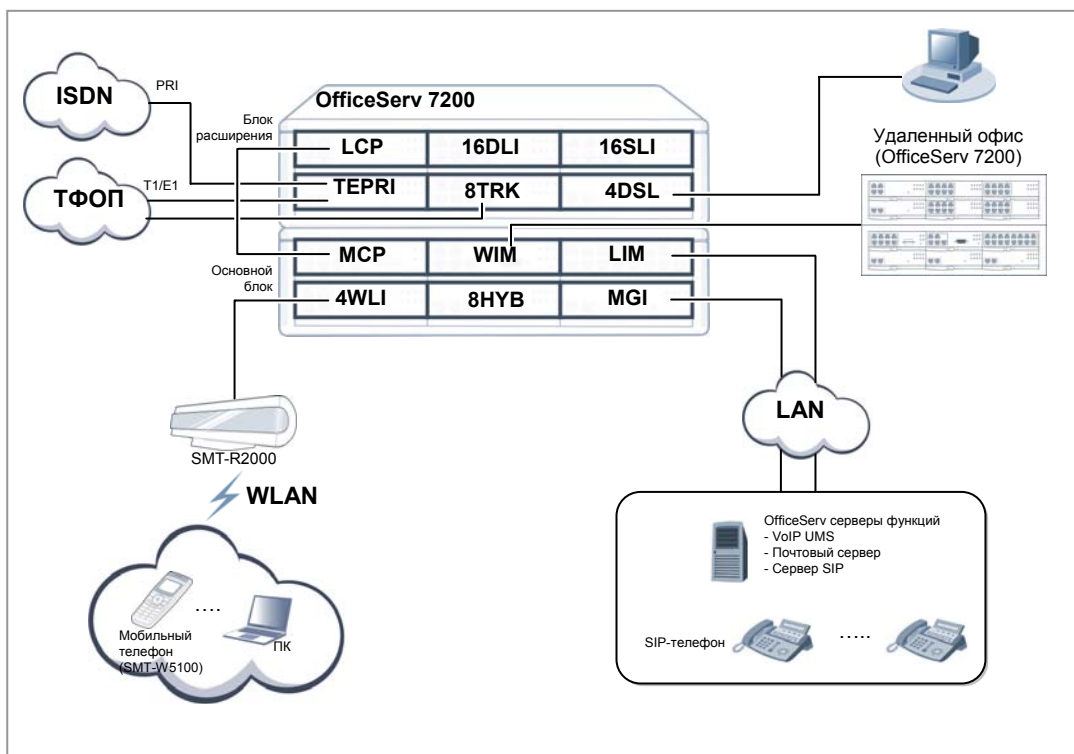 ISDN
PRI
OfficeServ 7200
Блок
расширения
LCP
16DLI
16SLI
Удаленный офис
(OfficeServ 7200)
ТФОП
T1/E1
TEPRI
8TRK
4DSL
MCP
WIM
LIM
Основной
блок
4WLI
8HYB
MGI
LAN
SMT-R2000
WLAN
OfficeServ серверы функций
- VoIP UMS
- Почтовый сервер
- Сервер SIP
....
Мобильный
телефон
(SMT-W5100)
ПК
SIP-телефон
.....